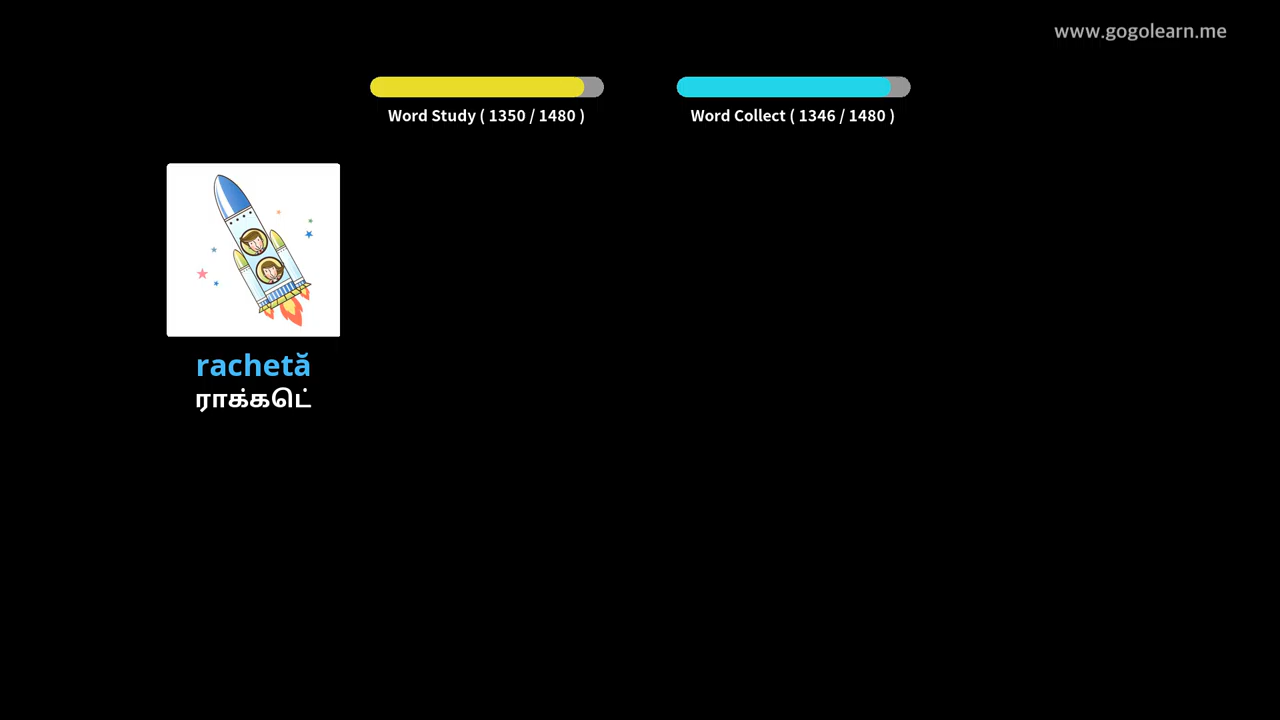 www.gogolearn.me
Word Study ( 1350 / 1480 )
Word Collect ( 1346 / 1480 )
rachetă
ராக்கெட்